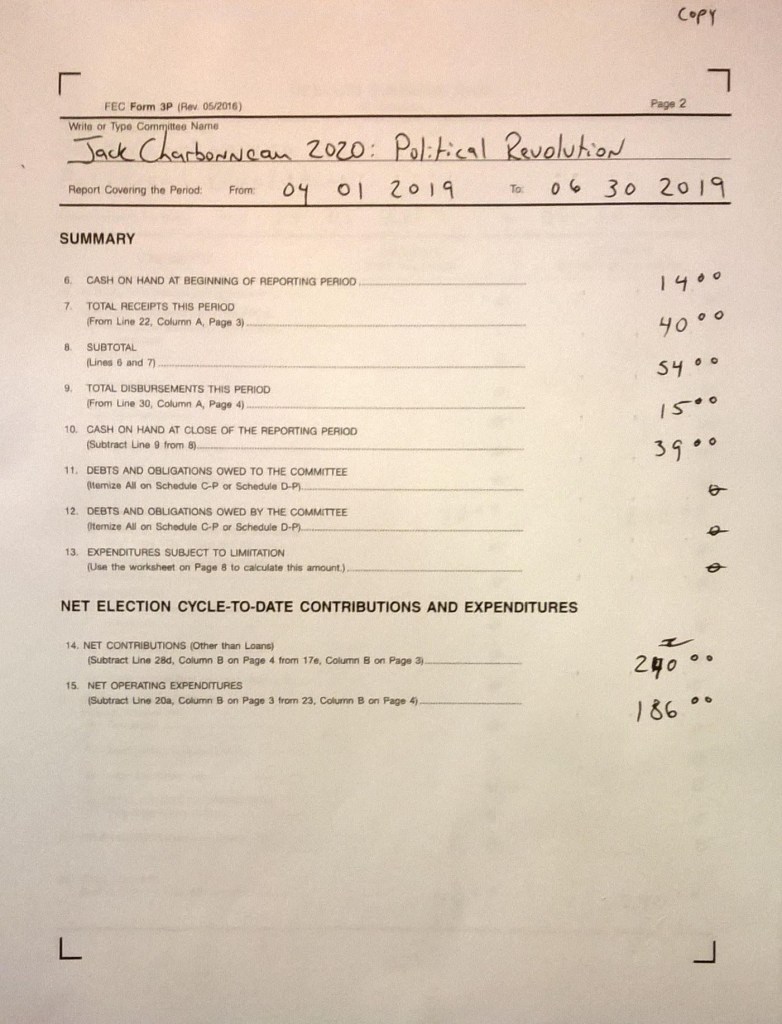 COPY
FEC Form 3P (Rev. 05/2016) Page 2
Write or Type Committee Name
Jack Charbonneau 2020: Political Revolution
Report Covering the Period: From: 04 01 2019 To: 06 30 2019
SUMMARY
6. CASH ON HAND AT BEGINNING OF REPORTING PERIOD 14 00
7. TOTAL RECEIPTS THIS PERIOD
(From Line 22, Column A, Page 3) 40 00
8. SUBTOTAL
(Lines 6 and 7) 54 00
9. TOTAL DISBURSEMENTS THIS PERIOD
(From Line 30, Column A, Page 4) 15 00
10. CASH ON HAND AT CLOSE OF THE REPORTING PERIOD
(Subtract Line 9 from 8) 39 00
11. DEBTS AND OBLIGATIONS OWED TO THE COMMITTEE
(Itemize All on Schedule C-P or Schedule D-P) 0
12. DEBTS AND OBLIGATIONS OWED BY THE COMMITTEE
(Itemize All on Schedule C-P or Schedule D-P) 0
13. EXPENDITURES SUBJECT TO LIMITATION
(Use the worksheet on Page 8 to calculate this amount.) 0
NET ELECTION CYCLE-TO-DATE CONTRIBUTIONS AND EXPENDITURES
14. NET CONTRIBUTIONS (Other than Loans)
(Subtract Line 28d, Column B on Page 4 from 17e, Column B on Page 3) 00
15. NET OPERATING EXPENDITURES
(Subtract Line 20a, Column B on Page 3 from 23, Column B on Page 4) 186 00